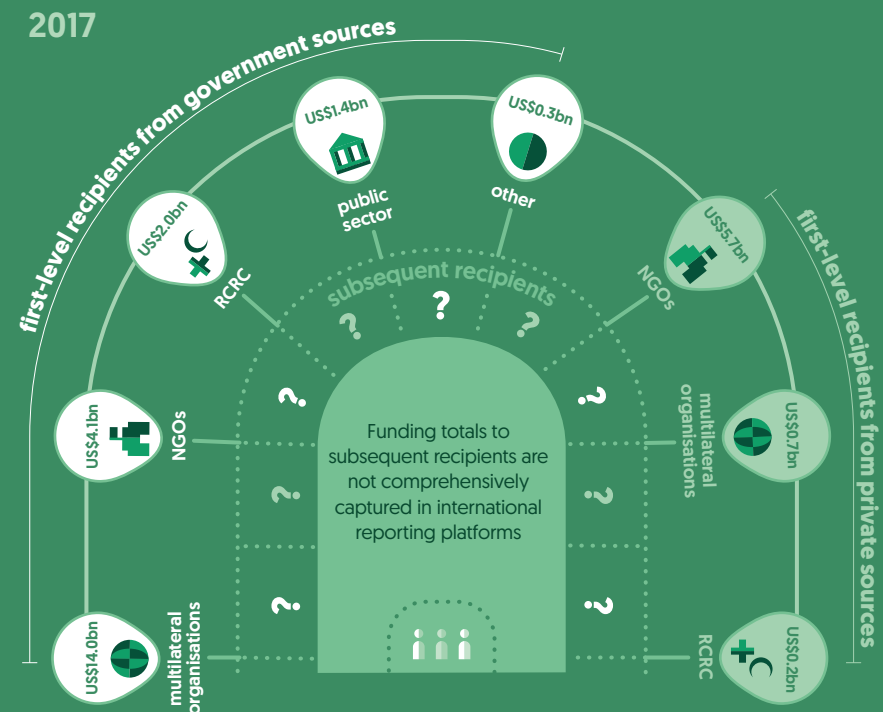 2017
first-level recipients from government sources
US$14.0bn
multilateral
organisations
US$4.1bn
NGOs
US$2.0bn
RCRC
US$1.4bn
public
sector
US$0.3bn
other
first-level recipients from private sources
US$5.7bn
NGOs
US$0.7bn
multilateral
organisations
US$0.2bn
RCRC
subsequent recipients
?
?
?
?
?
?
?
?
?
Funding totals to
subsequent recipients are
not comprehensively
captured in international
reporting platforms